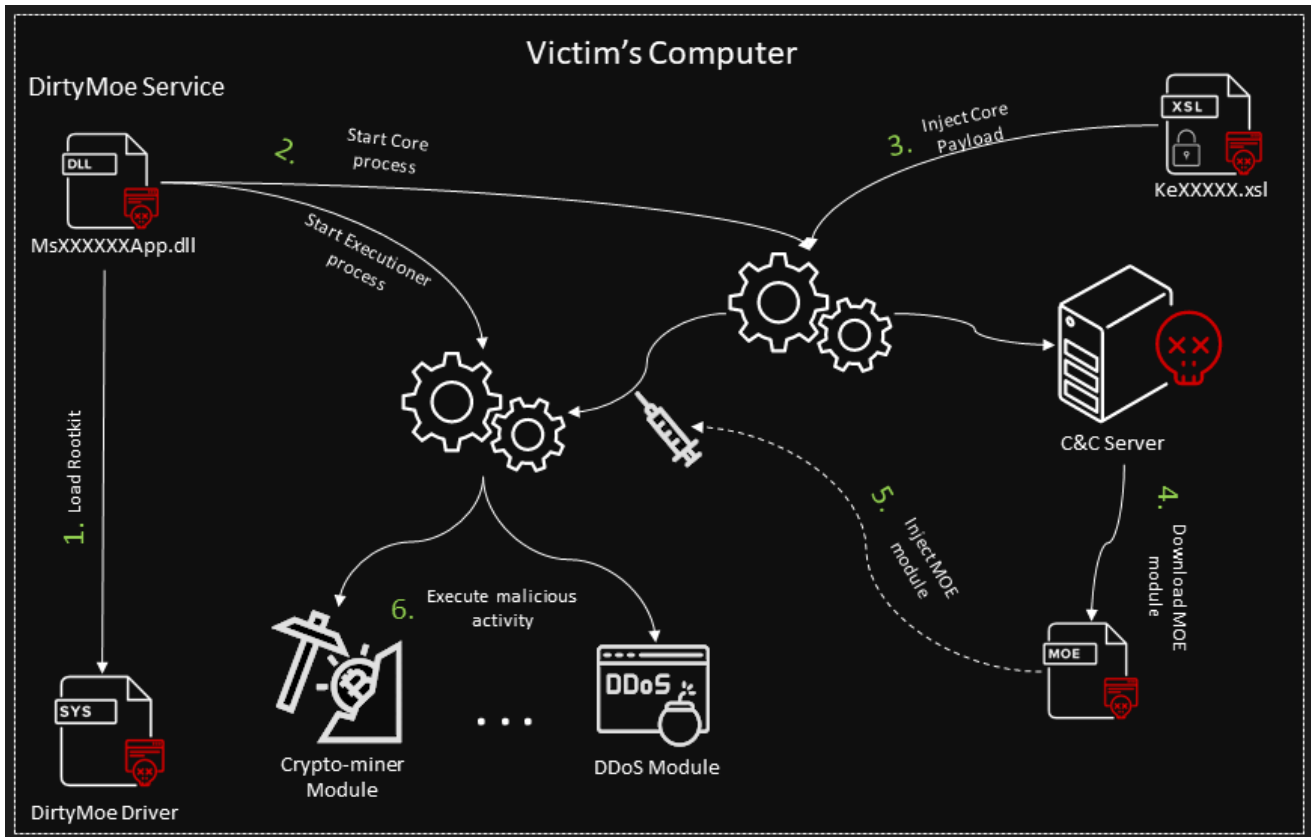 Victim's Computer
DirtyMoe Service
DLL
MsXXXXXXApp.dll
2.
Start Core
process
Start Executioner
process
3.
Inject Core
Payload
XSL
KeXXXXX.xsl
C&C Server
1. Load Rootkit
4.
Download MOE
module
5.
Inject MOE
module
MOE
6.
Execute malicious
activity
SYS
DirtyMoe Driver
Crypto-miner
Module
...
DDoS
DDoS Module